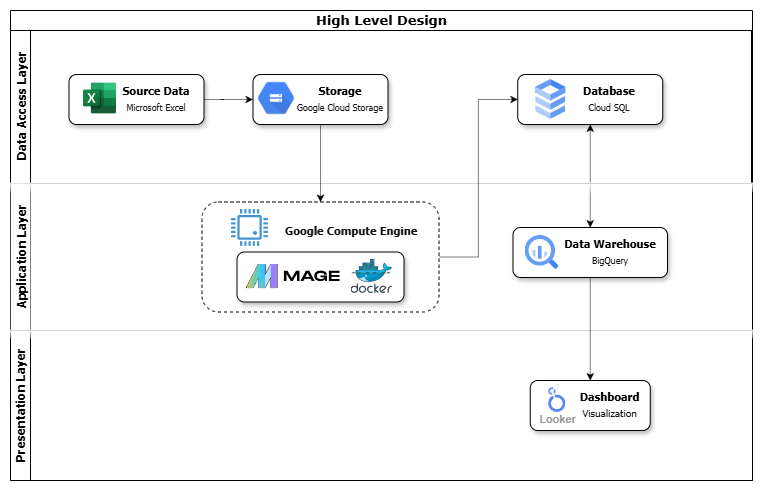 High Level Design
Data Access Layer
Source Data
Microsoft Excel
Storage
Google Cloud Storage
Database
Cloud SQL
Application Layer
Google Compute Engine
MAGE
docker
Data Warehouse
BigQuery
Presentation Layer
Dashboard
Visualization
Looker